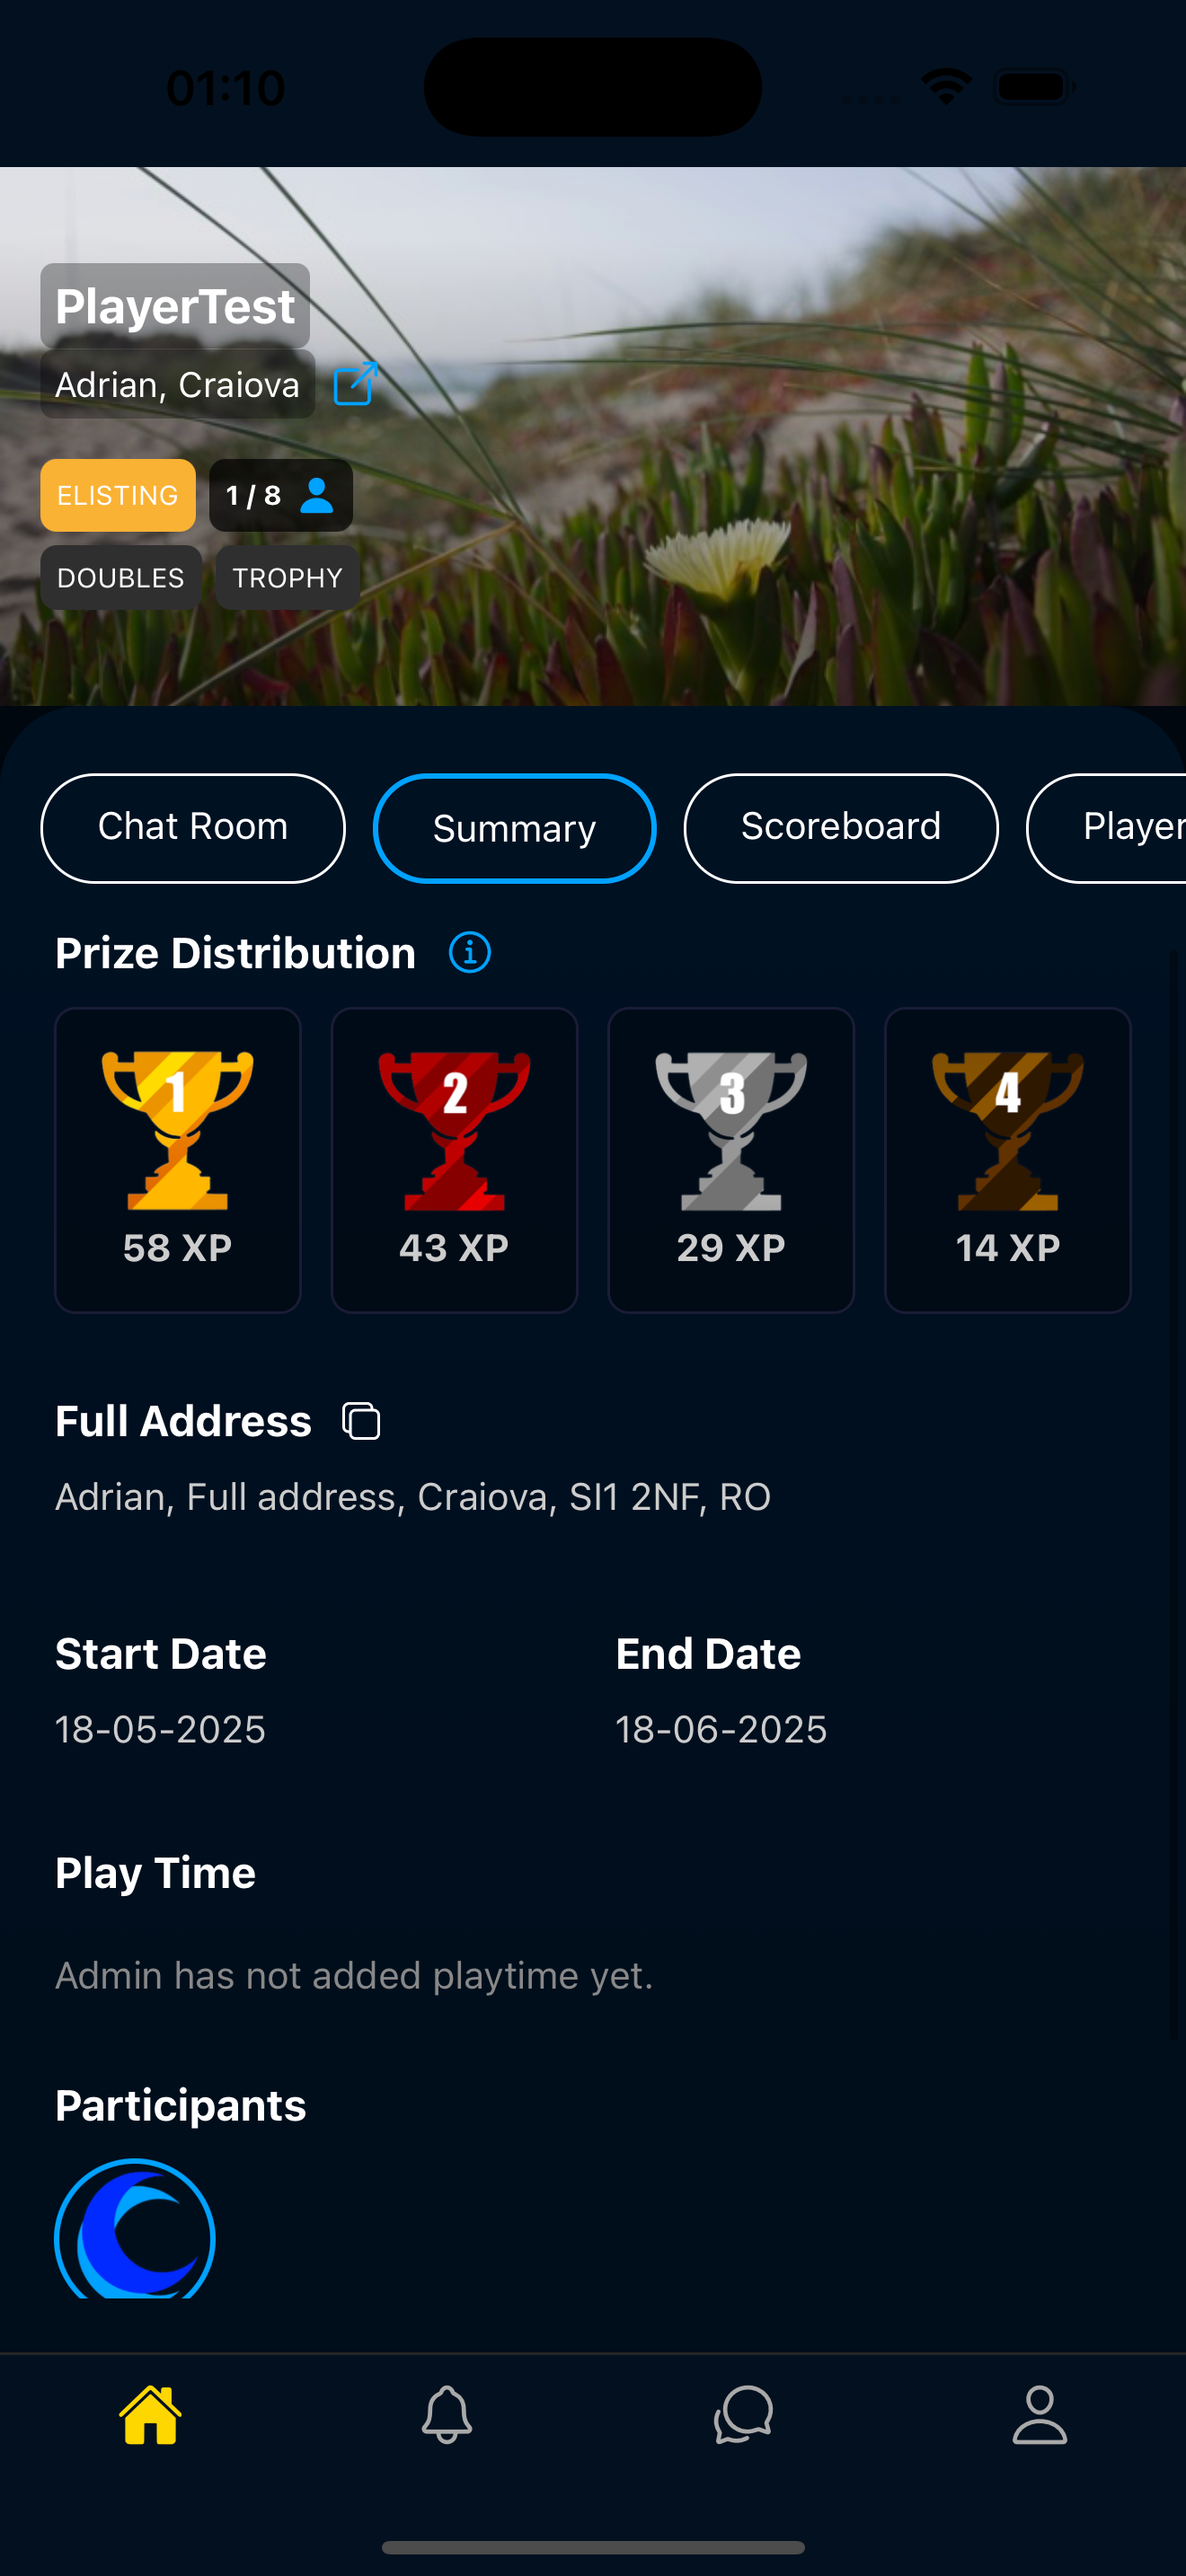 01:10
PlayerTest
Adrian, Craiova
ELISTING
1 / 8
DOUBLES
TROPHY
Chat Room
Summary
Scoreboard
Player
Prize Distribution
1
2
3
4
58 XP
43 XP
29 XP
14 XP
Full Address
Adrian, Full address, Craiova, SI1 2NF, RO
Start Date
End Date
18-05-2025
18-06-2025
Play Time
Admin has not added playtime yet.
Participants